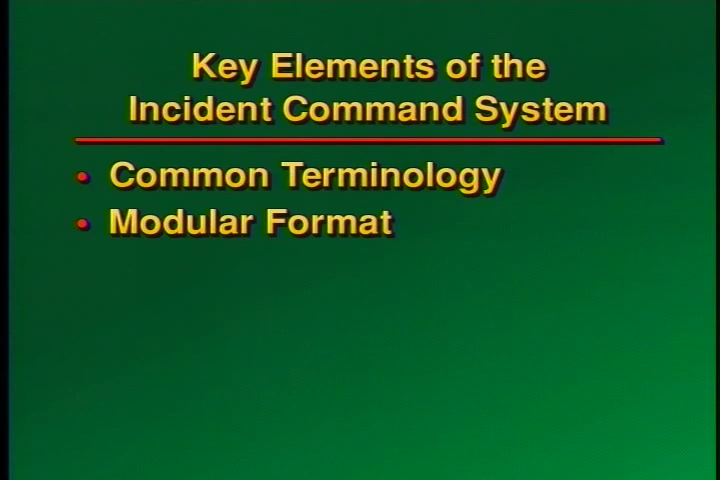 Key Elements of the
Incident Command System
• Common Terminology
• Modular Format